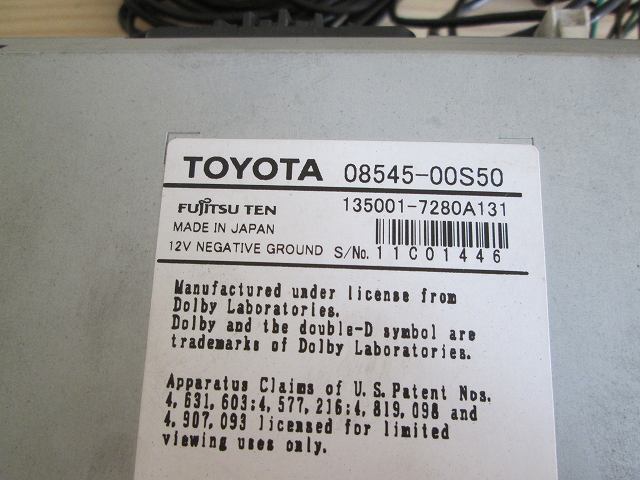 TOYOTA 08545-00S50
FUJITSU TEN 135001-7280A131
MADE IN JAPAN
12V NEGATIVE GROUND S/No. 11C01446
Manufactured under license from
Dolby Laboratories.
Dolby and the double-D symbol are
trademarks of Dolby Laboratories.
Apparatus Claims of U.S.Patent Nos.
4,631,603;4,577,216;4,819,098 and
4,907,093 licensed for limited
viewing uses only.